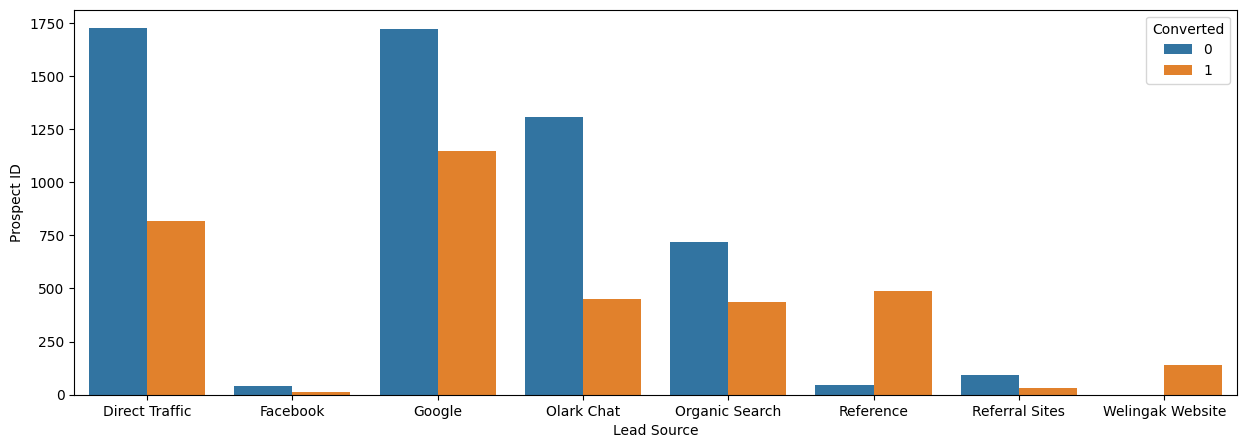 Converted
0
1
Prospect ID
1750
1500
1250
1000
750
500
250
0
Direct Traffic Facebook Google Olark Chat Organic Search Reference Referral Sites Welingak Website
Lead Source